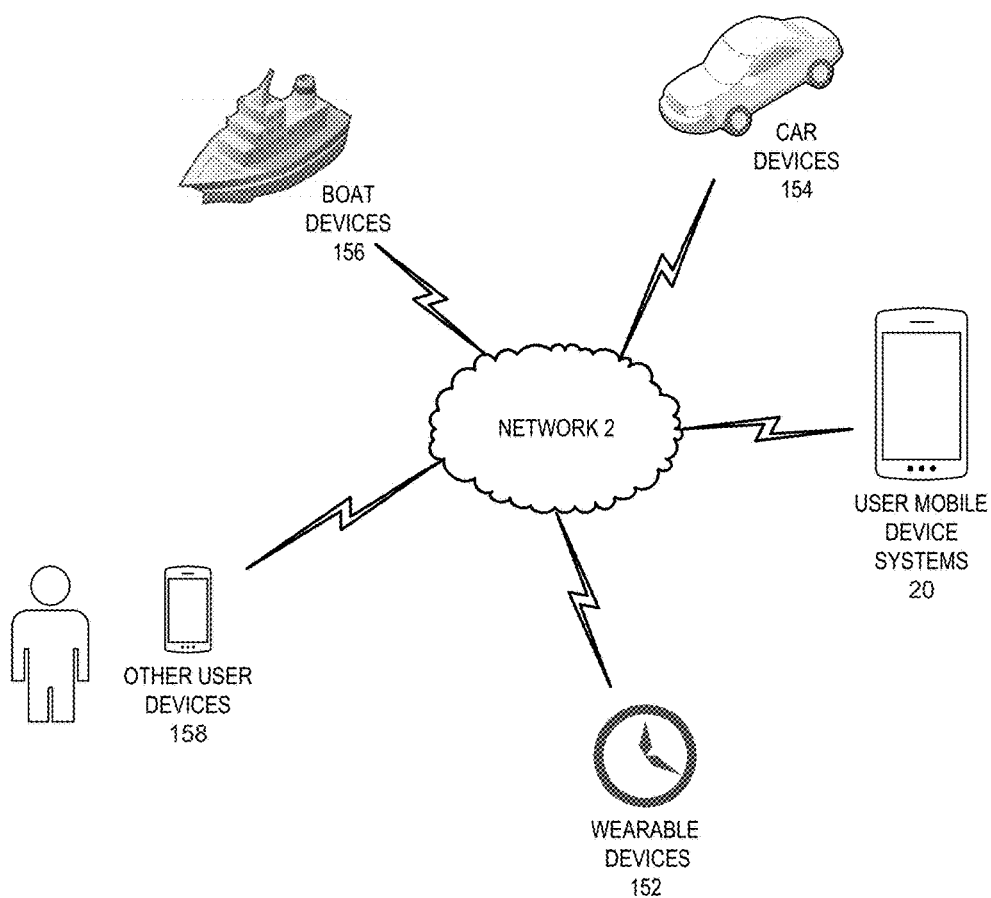 CAR
DEVICES
154
BOAT
DEVICES
156
NETWORK 2
USER MOBILE
DEVICE
SYSTEMS
20
OTHER USER
DEVICES
158
WEARABLE
DEVICES
152